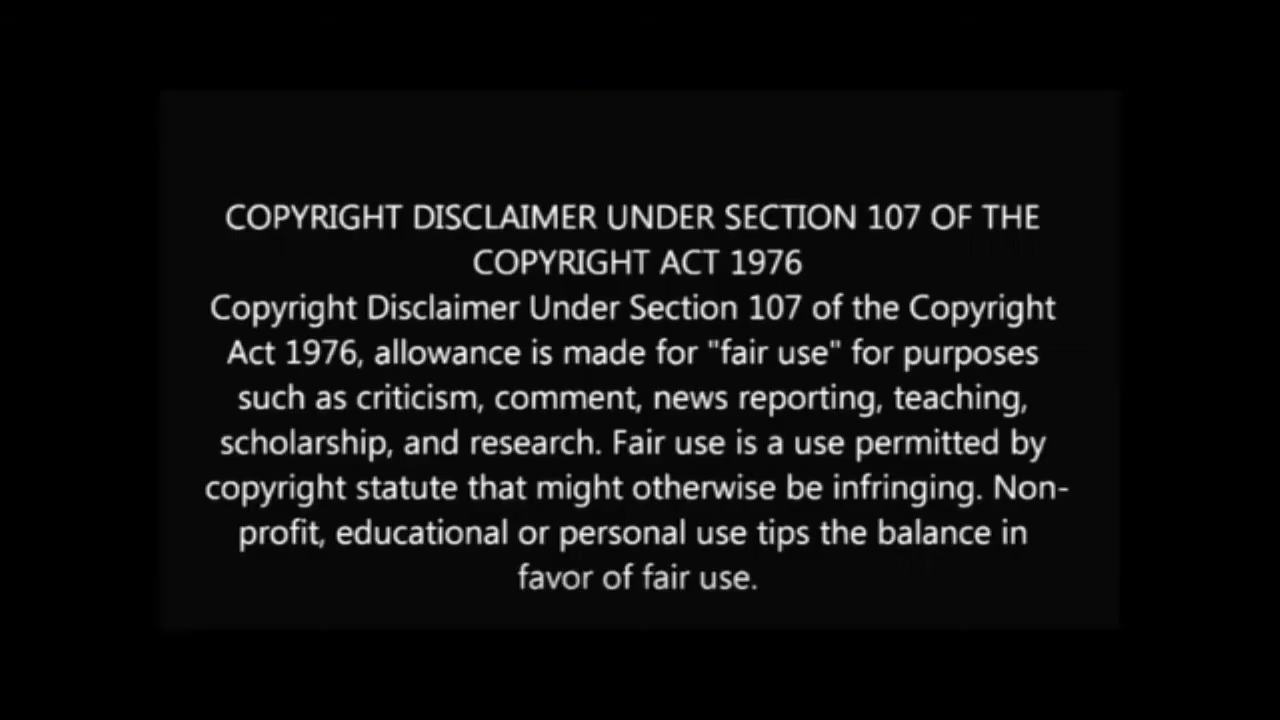 COPYRIGHT DISCLAIMER UNDER SECTION 107 OF THE
COPYRIGHT ACT 1976
Copyright Disclaimer Under Section 107 of the Copyright
Act 1976, allowance is made for "fair use" for purposes
such as criticism, comment, news reporting, teaching,
scholarship, and research. Fair use is a use permitted by
copyright statute that might otherwise be infringing. Non-
profit, educational or personal use tips the balance in
favor of fair use.